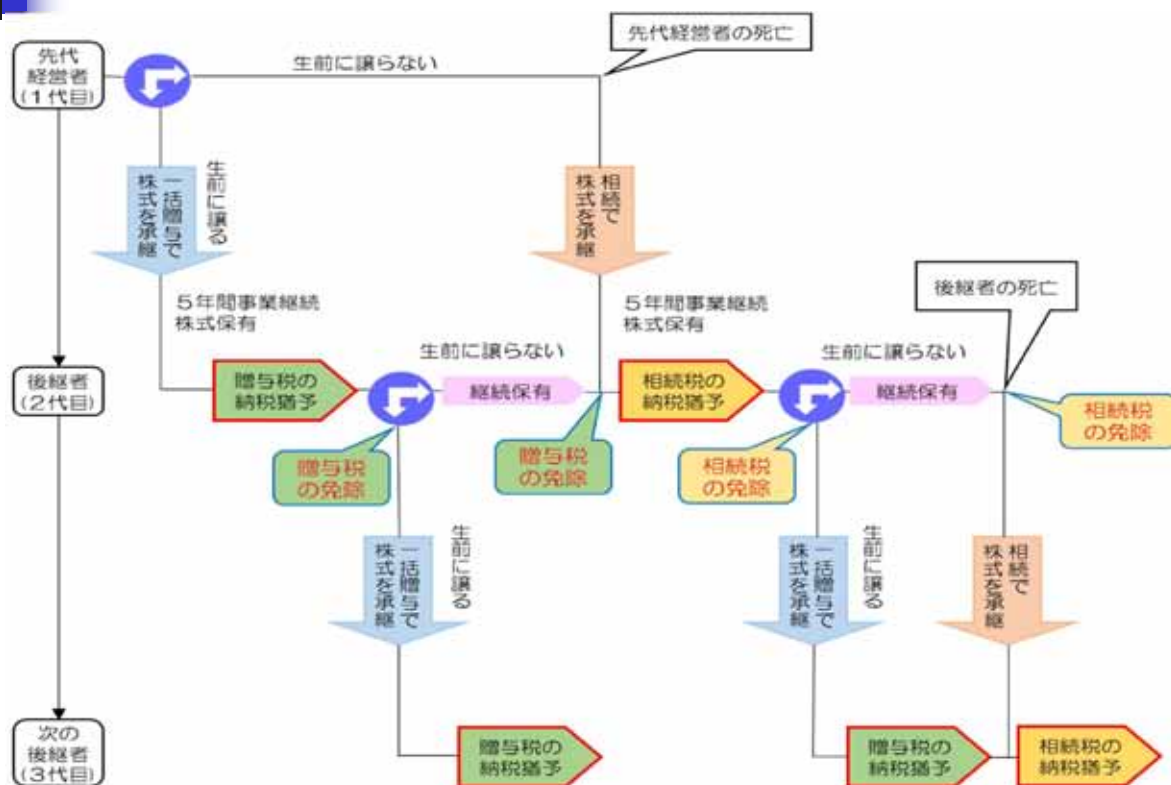 先代
経営者
(1代目)
生前に譲らない
先代経営者の死亡
一括贈与で
株式を承継
生前に譲る
相続で
株式を承継
5年間事業継続
株式保有
5年間事業継続
株式保有
後継者の死亡
後継者
(2代目)
贈与税の
納税猶予
生前に譲らない
継続保有
相続税の
納税猶予
生前に譲らない
継続保有
贈与税
の免除
贈与税
の免除
相続税
の免除
相続税
の免除
一括贈与で
株式を承継
生前に譲る
一括贈与で
株式を承継
生前に譲る
相続で
株式を承継
次の
後継者
(3代目)
贈与税の
納税猶予
贈与税の
納税猶予
相続税の
納税猶予